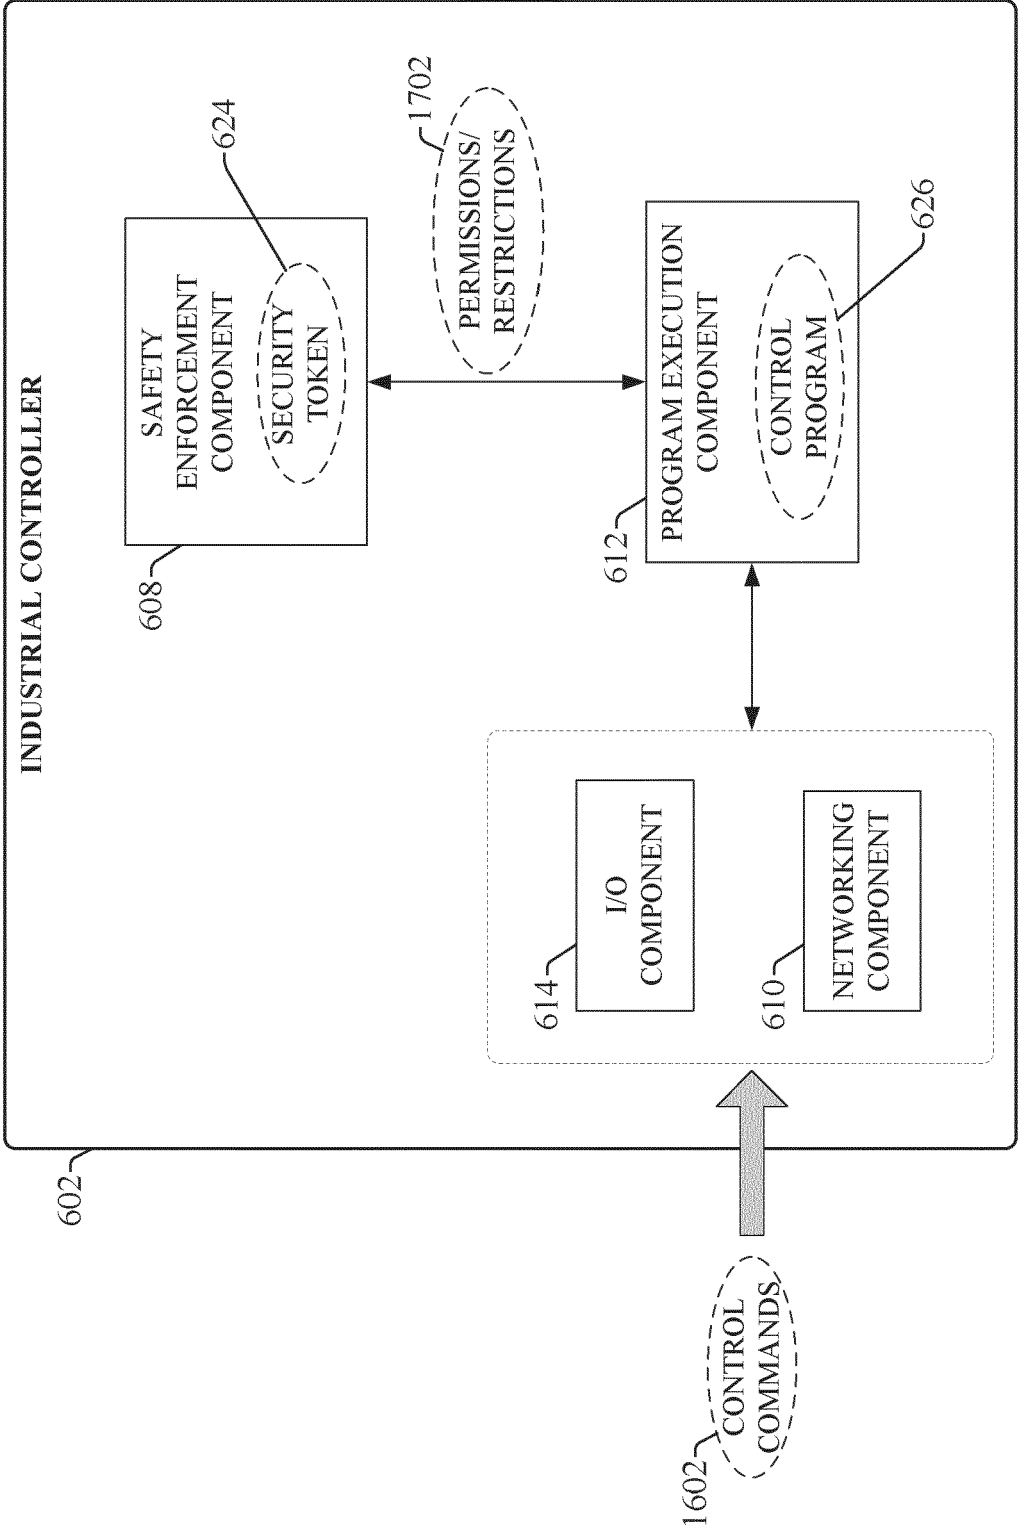 INDUSTRIAL CONTROLLER
602
608
SAFETY
ENFORCEMENT
COMPONENT
SECURITY
TOKEN
624
PERMISSIONS/
RESTRICTIONS
1702
612
PROGRAM EXECUTION
COMPONENT
CONTROL
PROGRAM
626
614
I/O
COMPONENT
610
NETWORKING
COMPONENT
1602
CONTROL
COMMANDS